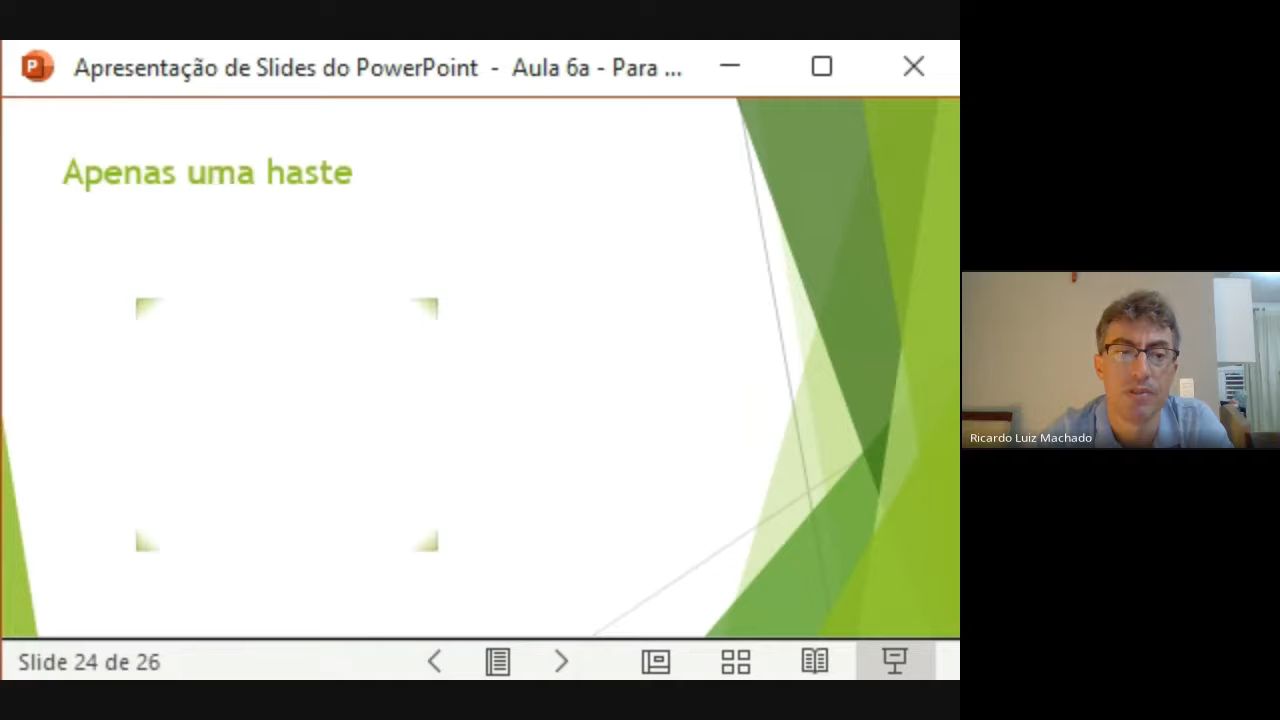 Apresentação de Slides do PowerPoint - Aula 6a - Para ...
Apenas uma haste
Ricardo Luiz Machado
Slide 24 de 26